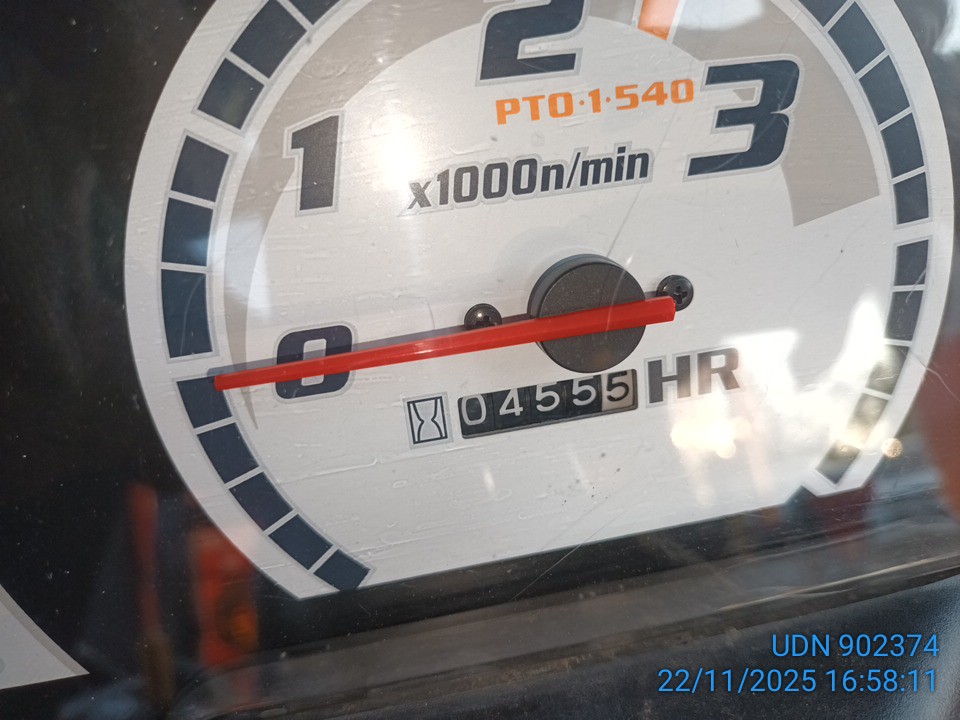 2
PTO·1·540
1
3
x1000n/min
0
04555 HR
UDN 902374
22/11/2025 16:58:11